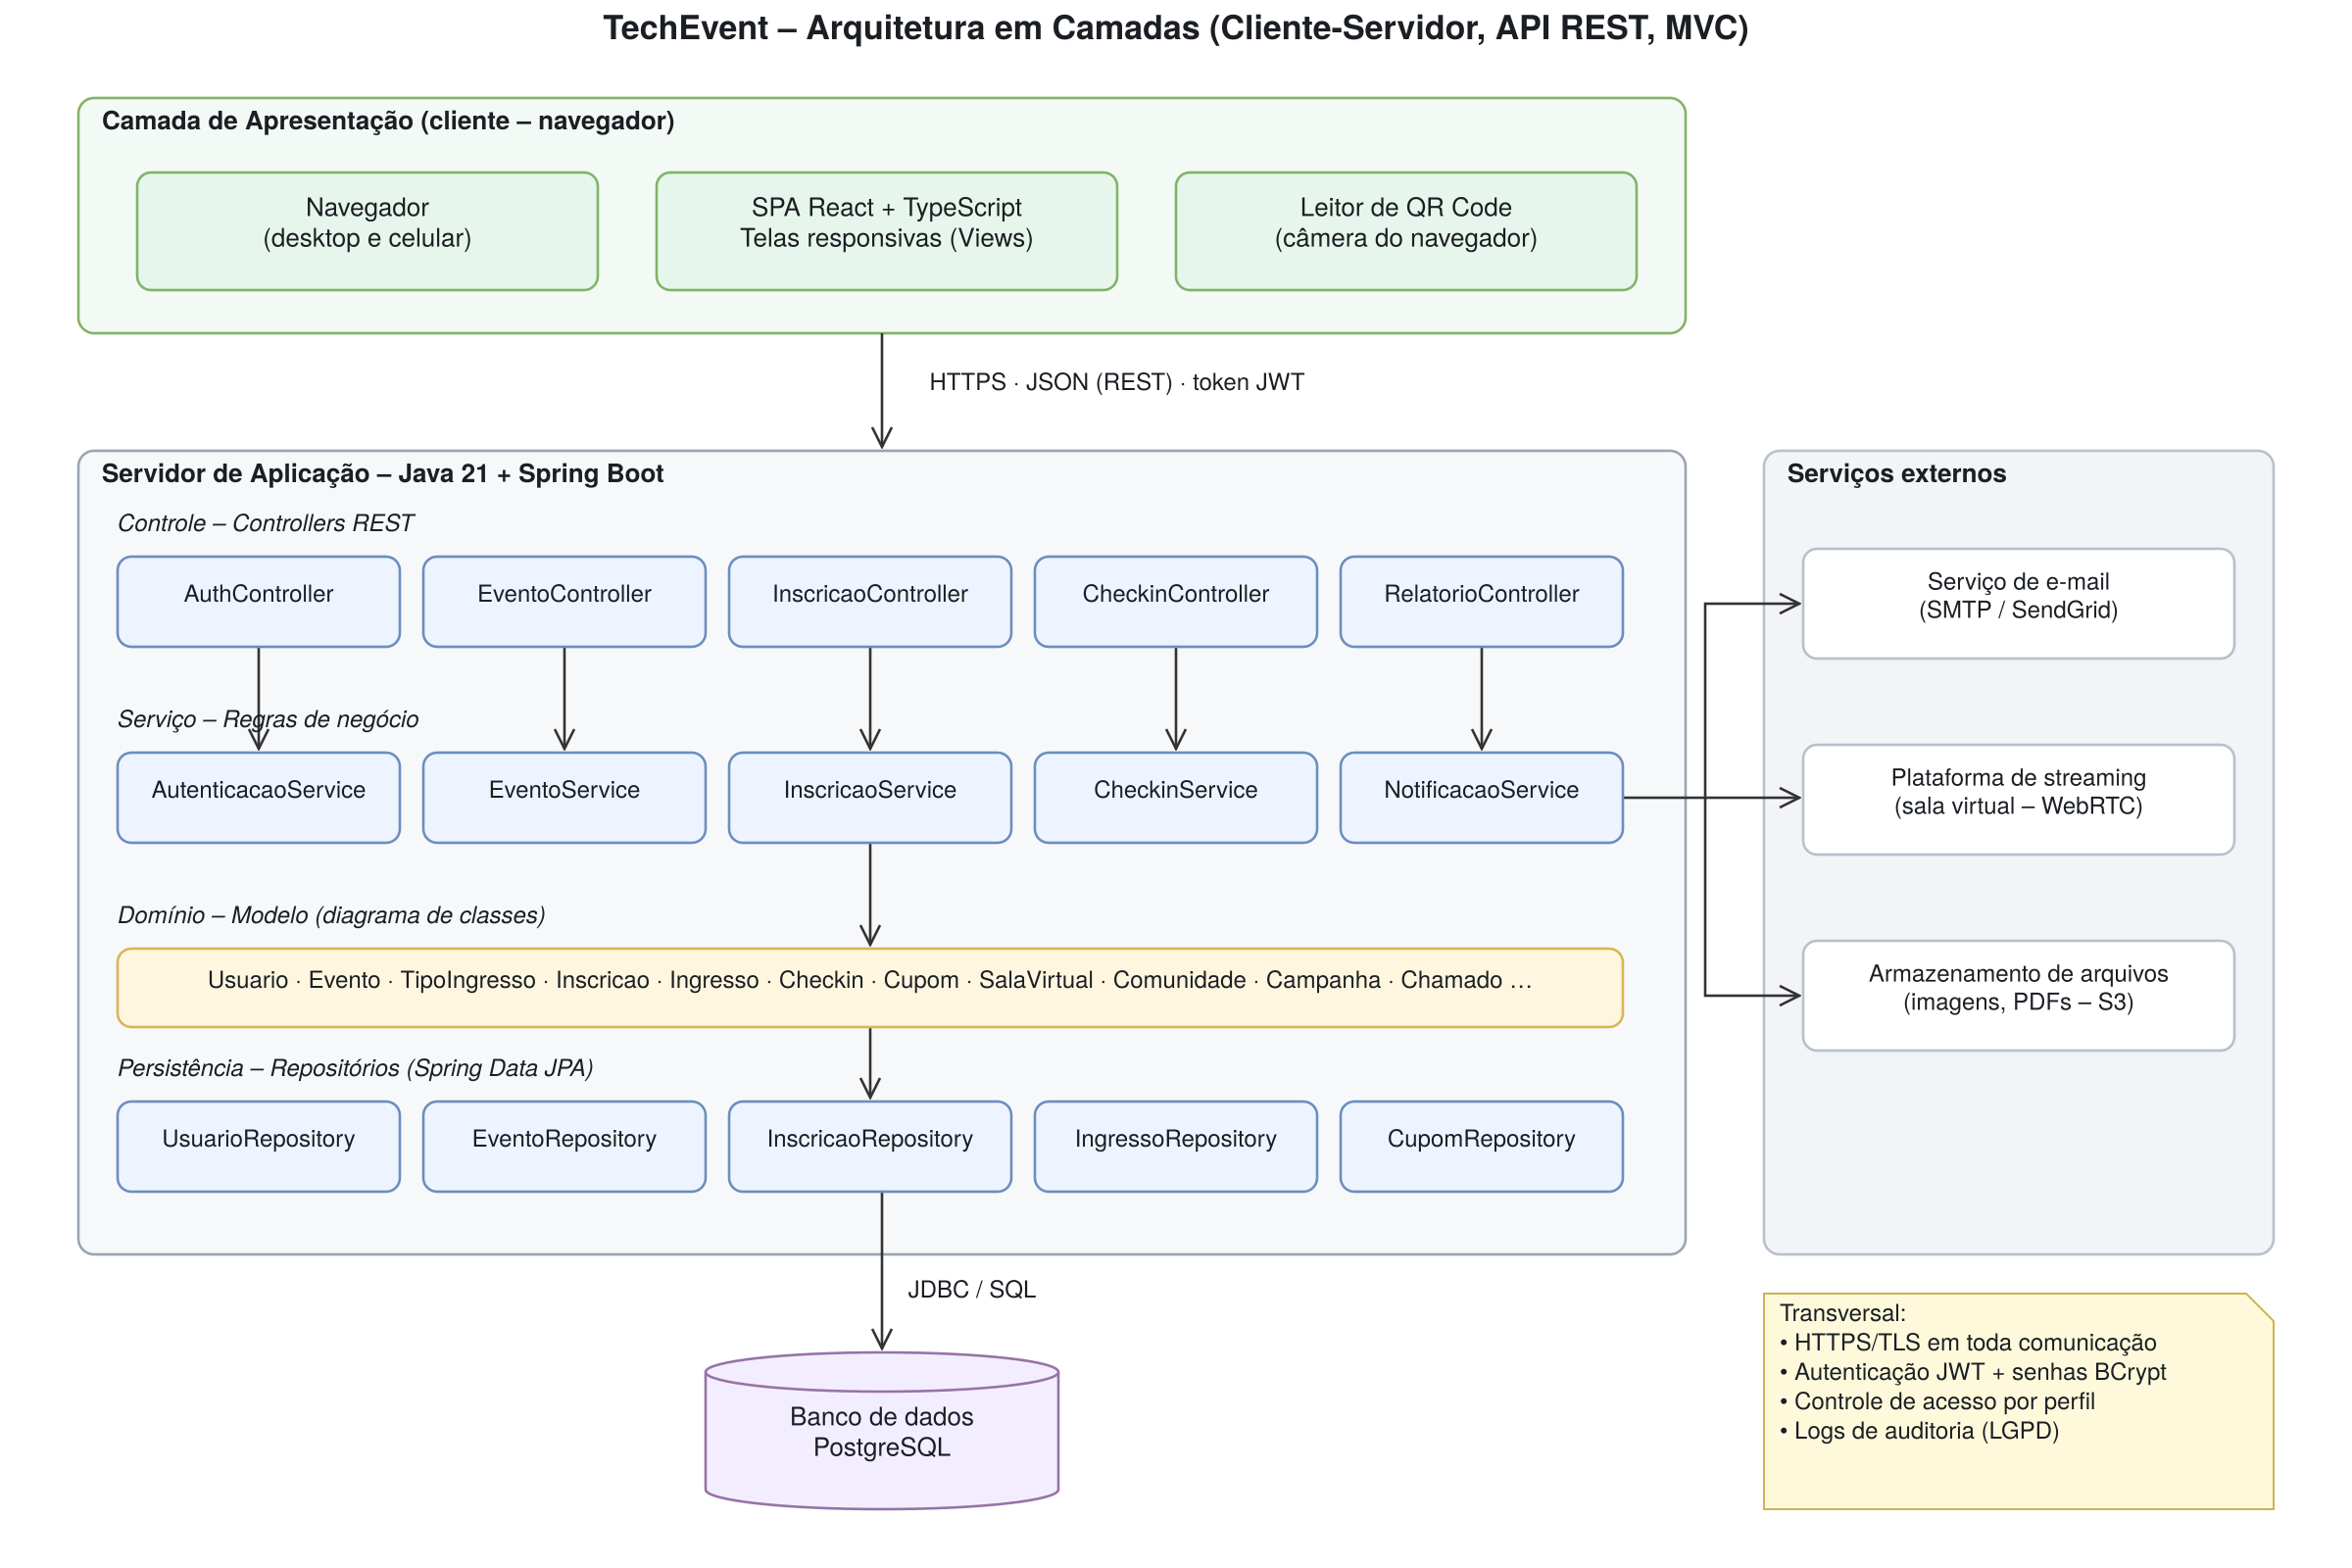 TechEvent – Arquitetura em Camadas (Cliente-Servidor, API REST, MVC)
Camada de Apresentação (cliente – navegador)
Navegador
(desktop e celular)
SPA React + TypeScript
Telas responsivas (Views)
Leitor de QR Code
(câmera do navegador)
HTTPS · JSON (REST) · token JWT
Servidor de Aplicação – Java 21 + Spring Boot
Controle – Controllers REST
AuthController
EventoController
InscricaoController
CheckinController
RelatorioController
Serviço – Regras de negócio
AutenticacaoService
EventoService
InscricaoService
CheckinService
NotificacaoService
Domínio – Modelo (diagrama de classes)
Usuario · Evento · TipoIngresso · Inscricao · Ingresso · Checkin · Cupom · SalaVirtual · Comunidade · Campanha · Chamado …
Persistência – Repositórios (Spring Data JPA)
UsuarioRepository
EventoRepository
InscricaoRepository
IngressoRepository
CupomRepository
Serviços externos
Serviço de e-mail
(SMTP / SendGrid)
Plataforma de streaming
(sala virtual – WebRTC)
Armazenamento de arquivos
(imagens, PDFs – S3)
JDBC / SQL
Banco de dados
PostgreSQL
Transversal:
• HTTPS/TLS em toda comunicação
• Autenticação JWT + senhas BCrypt
• Controle de acesso por perfil
• Logs de auditoria (LGPD)